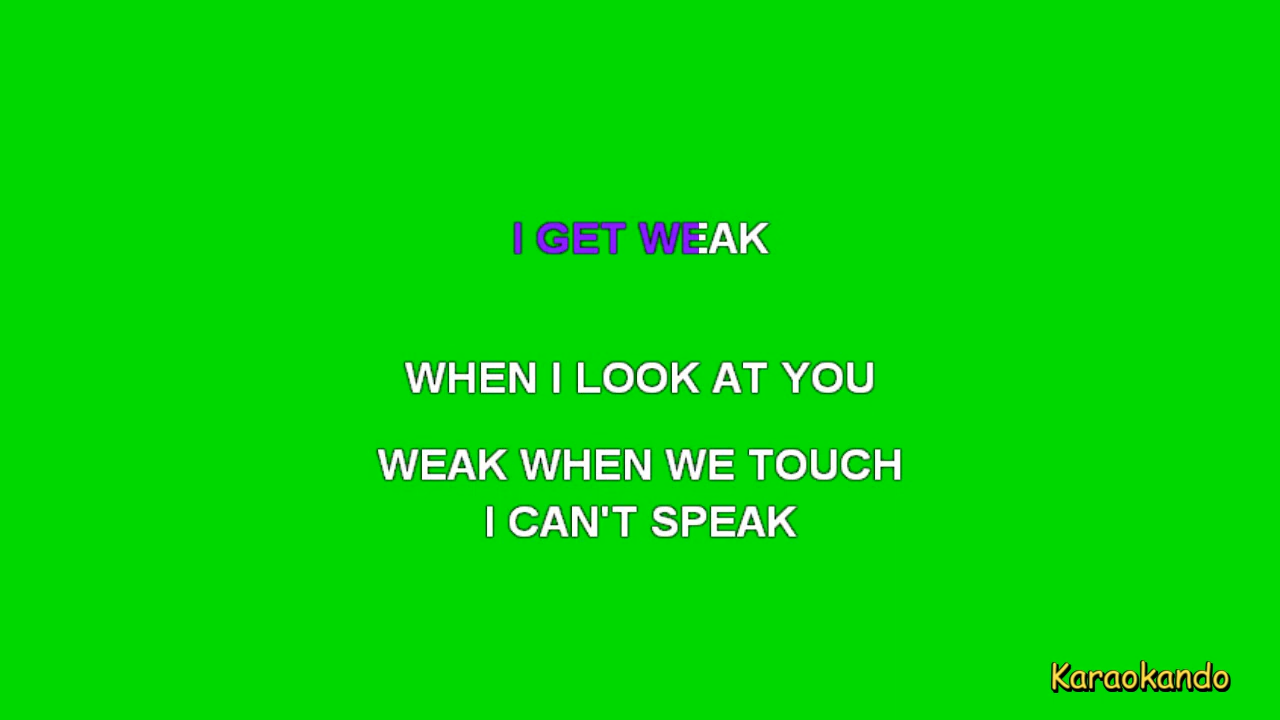 I GET WEAK
WHEN I LOOK AT YOU
WEAK WHEN WE TOUCH
I CAN'T SPEAK
Karaokando